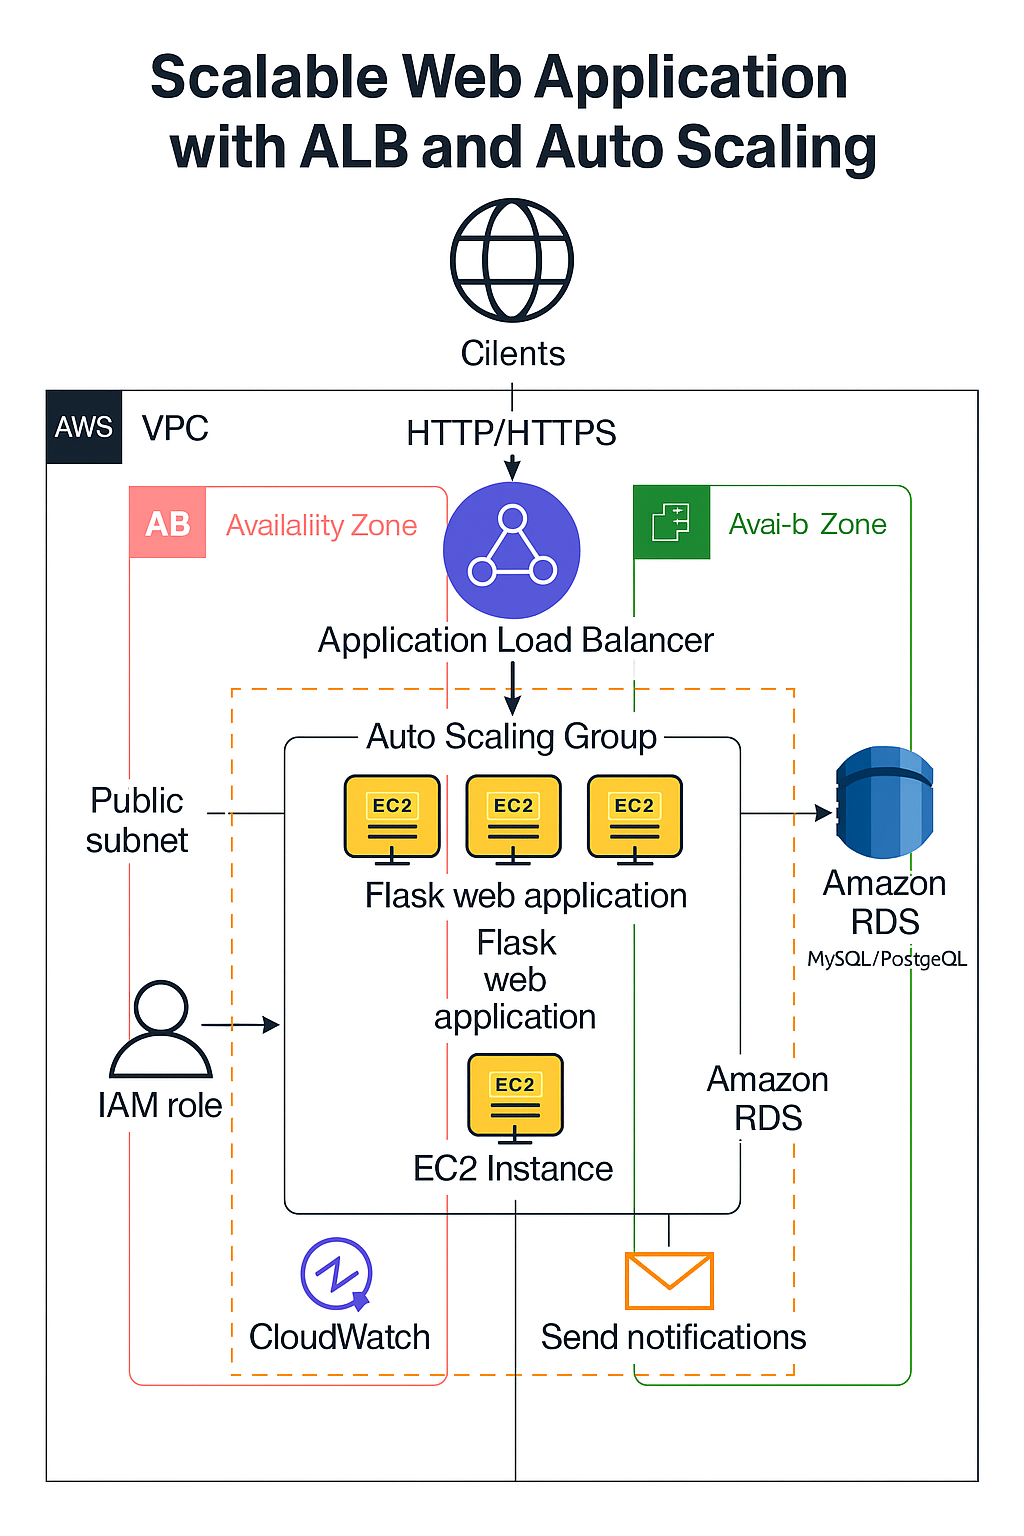 Scalable Web Application
with ALB and Auto Scaling
Cilents
AWS
VPC
HTTP/HTTPS
AB
Availaliity Zone
Avai-b Zone
Application Load Balancer
Auto Scaling Group
Public
subnet
EC2
EC2
EC2
Flask web application
Amazon
RDS
MySQL/PostgeQL
Flask
web
application
IAM role
EC2
EC2 Instance
Amazon
RDS
CloudWatch
Send notifications